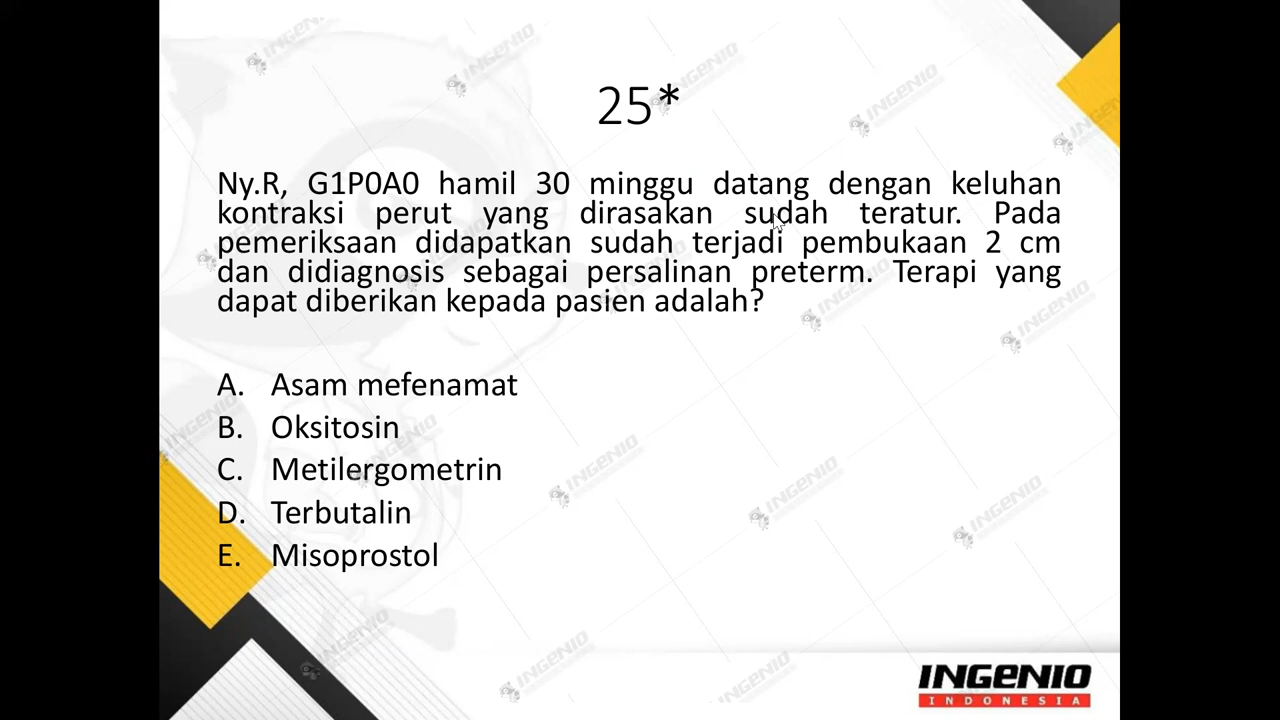 25*
Ny.R, G1P0A0 hamil 30 minggu datang dengan keluhan
kontraksi perut yang dirasakan sudah teratur. Pada
pemeriksaan didapatkan sudah terjadi pembukaan 2 cm
dan didiagnosis sebagai persalinan preterm. Terapi yang
dapat diberikan kepada pasien adalah?
A. Asam mefenamat
B. Oksitosin
C. Metilergometrin
D. Terbutalin
E. Misoprostol
INGENIO
INDONESIA